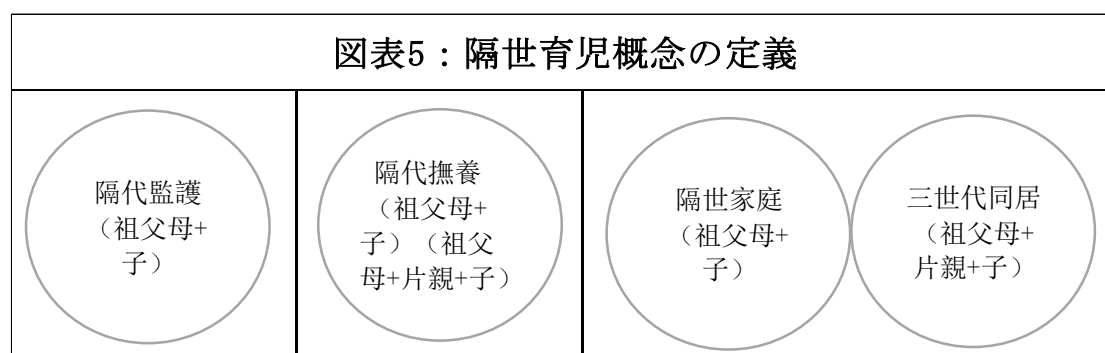 図表5：隔世育児概念の定義
隔代監護
（祖父母+
子）
隔代撫養
（祖父母+
子）（祖父
母+片親+子）
隔世家庭
（祖父母+
子）
三世代同居
（祖父母+
片親+子）